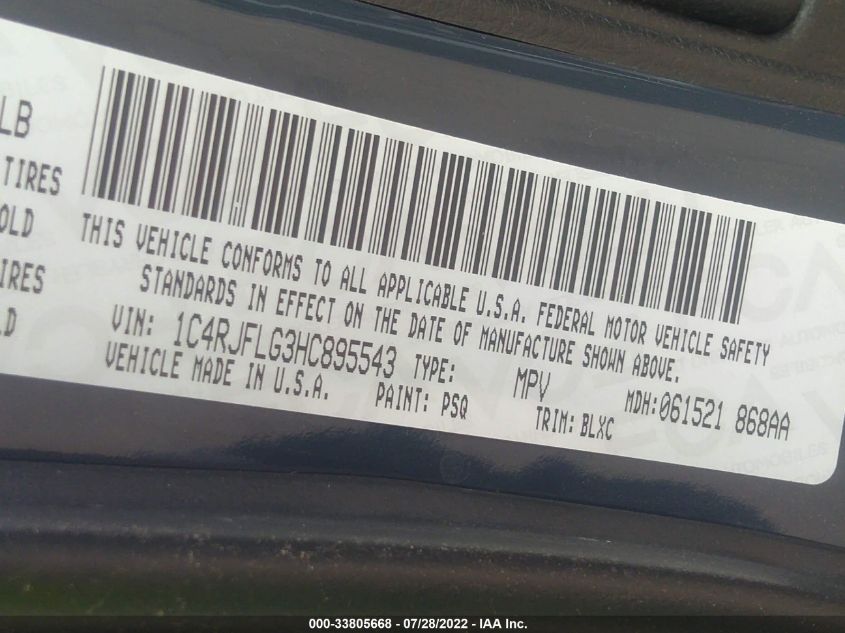 LB
TIRES
OLD
IRES
LD
THIS VEHICLE CONFORMS TO ALL APPLICABLE U.S.A. FEDERAL MOTOR VEHICLE SAFETY
STANDARDS IN EFFECT ON THE DATE OF MANUFACTURE SHOWN ABOVE.
VIN: 1C4RJFLG3HC895543 TYPE: MPV MDH:061521 868AA
VEHICLE MADE IN U.S.A. PAINT: PSQ TRIM: BLXC
AUTOMOBILES
000-33805668 - 07/28/2022 - IAA Inc.